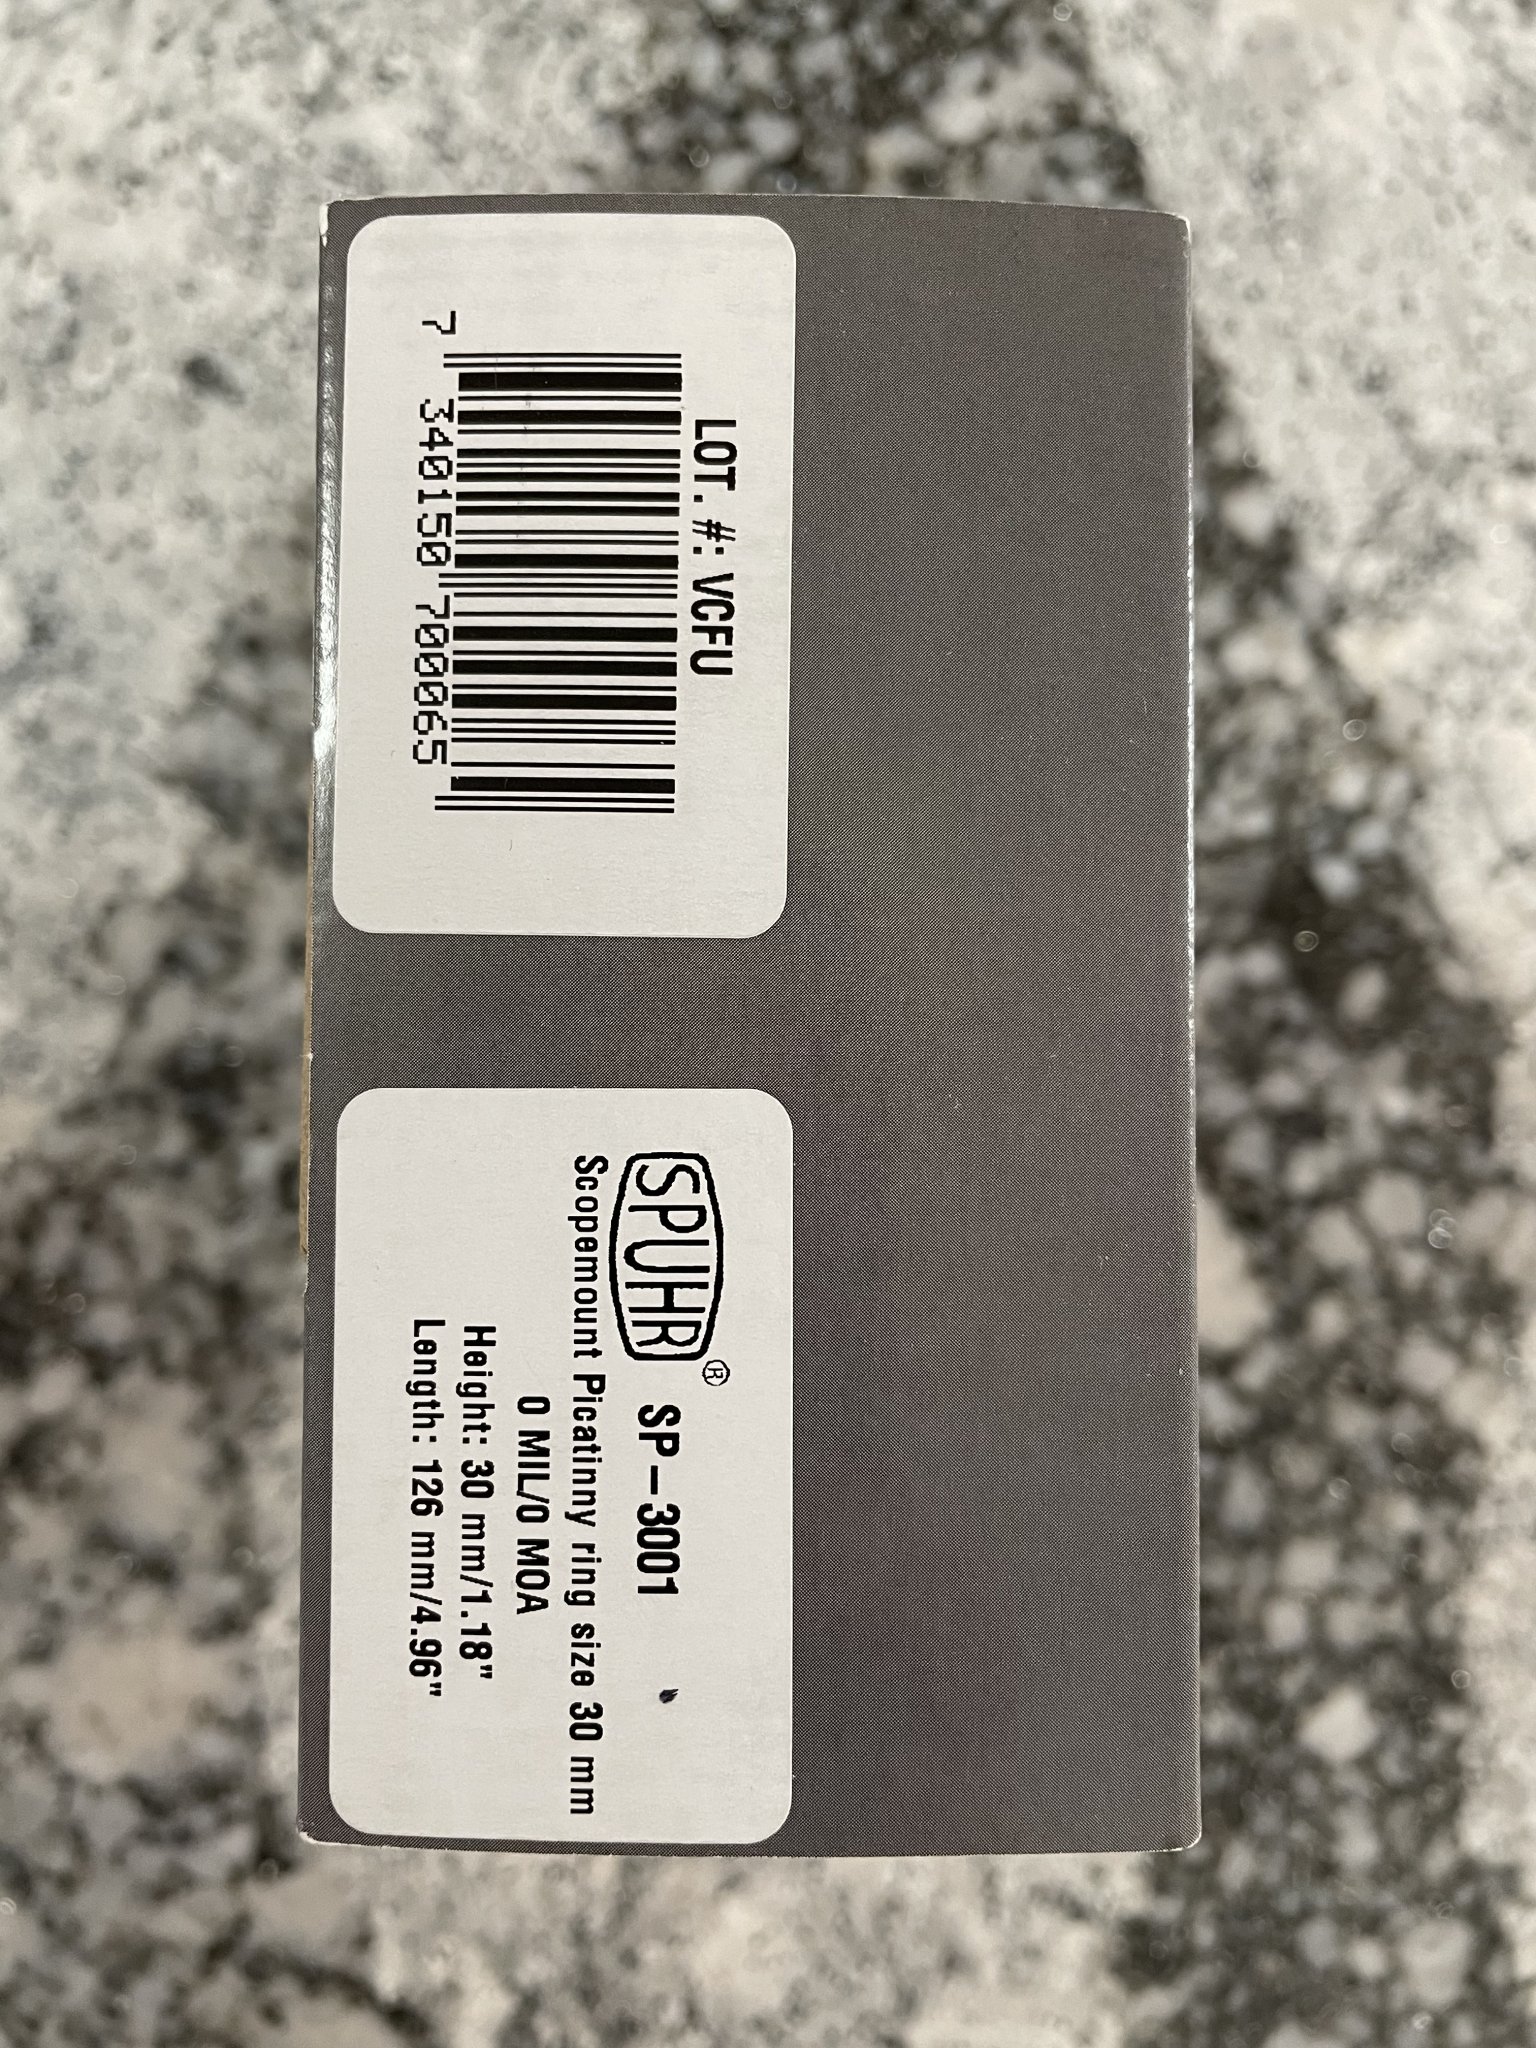 LOT. #: VCFU
7 340150 700065
SPUHR® SP-3001
Scopemount Picatinny ring size 30 mm
0 MIL/0 MOA
Height: 30 mm/1.18"
Length: 126 mm/4.96"